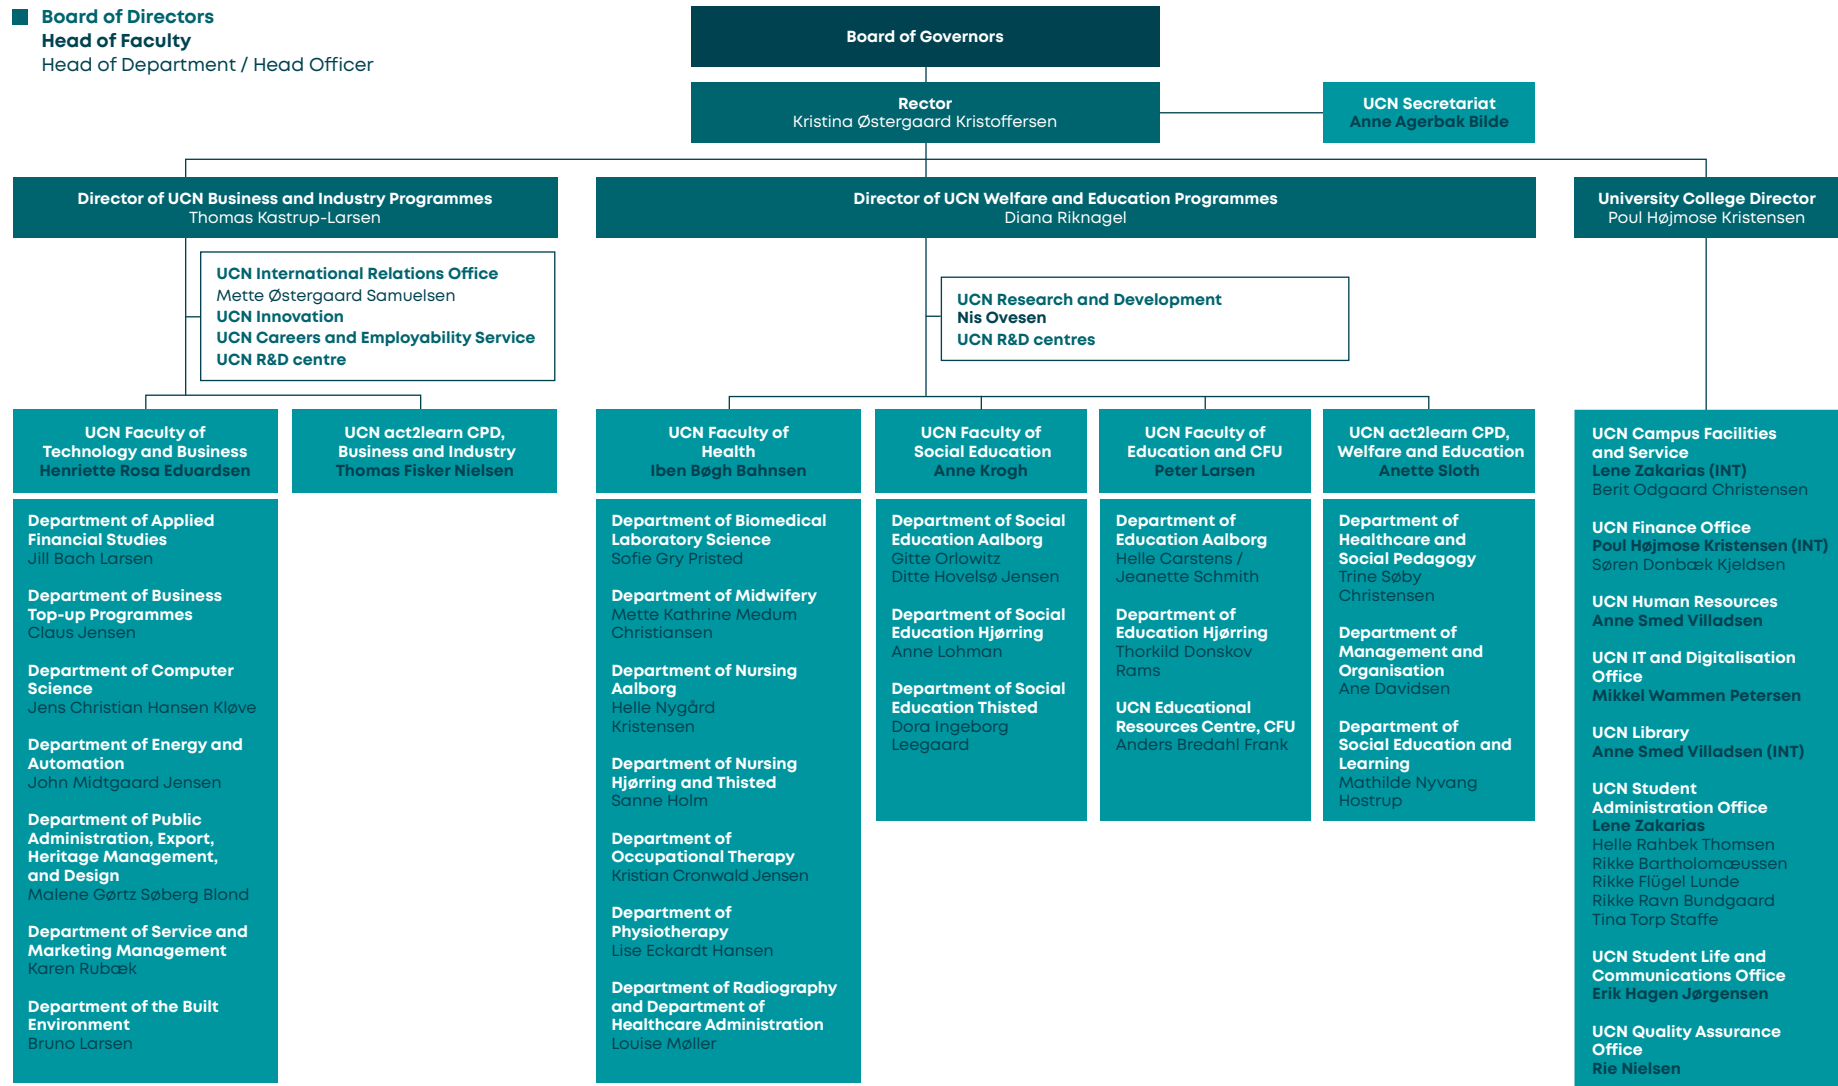 Board of Directors
Head of Faculty
Head of Department / Head Officer
Board of Governors
Rector
Kristina Østergaard Kristoffersen
UCN Secretariat
Anne Agerbak Bilde
Director of UCN Business and Industry Programmes
Thomas Kastrup-Larsen
Director of UCN Welfare and Education Programmes
Diana Riknagel
University College Director
Poul Højmose Kristensen
UCN International Relations Office
Mette Østergaard Samuelsen
UCN Innovation
UCN Careers and Employability Service
UCN R&D centre
UCN Research and Development
Nis Ovesen
UCN R&D centres
UCN Faculty of
Technology and Business
Henriette Rosa Eduardsen
UCN act2learn CPD,
Business and Industry
Thomas Fisker Nielsen
UCN Faculty of
Health
Iben Bøgh Bahnsen
UCN Faculty of
Social Education
Anne Krogh
UCN Faculty of
Education and CFU
Peter Larsen
UCN act2learn CPD,
Welfare and Education
Anette Sloth
Department of Applied
Financial Studies
Jill Bach Larsen
Department of Business
Top-up Programmes
Claus Jensen
Department of Computer
Science
Jens Christian Hansen Kløve
Department of Energy and
Automation
John Midtgaard Jensen
Department of Public
Administration, Export,
Heritage Management,
and Design
Malene Gørtz Søberg Blond
Department of Service and
Marketing Management
Karen Rubæk
Department of the Built
Environment
Bruno Larsen
Department of Biomedical
Laboratory Science
Sofie Gry Pristed
Department of Midwifery
Mette Kathrine Medum
Christiansen
Department of Nursing
Aalborg
Helle Nygård
Kristensen
Department of Nursing
Hjørring and Thisted
Sanne Holm
Department of
Occupational Therapy
Kristian Cronwald Jensen
Department of
Physiotherapy
Lise Eckardt Hansen
Department of Radiography
and Department of
Healthcare Administration
Louise Møller
Department of Social
Education Aalborg
Gitte Orlowitz
Ditte Hovelsø Jensen
Department of Social
Education Hjørring
Anne Lohman
Department of Social
Education Thisted
Dora Ingeborg
Leegaard
Department of
Education Aalborg
Helle Carstens /
Jeanette Schmith
Department of
Education Hjørring
Thorkild Donskov
Rams
UCN Educational
Resources Centre, CFU
Anders Bredahl Frank
Department of
Healthcare and
Social Pedagogy
Trine Søby
Christensen
Department of
Management and
Organisation
Ane Davidsen
Department of
Social Education and
Learning
Mathilde Nyvang
Hostrup
UCN Campus Facilities
and Service
Lene Zakarias (INT)
Berit Odgaard Christensen
UCN Finance Office
Poul Højmose Kristensen (INT)
Søren Donbæk Kjeldsen
UCN Human Resources
Anne Smed Villadsen
UCN IT and Digitalisation
Office
Mikkel Wammen Petersen
UCN Library
Anne Smed Villadsen (INT)
UCN Student
Administration Office
Lene Zakarias
Helle Rahbek Thomsen
Rikke Bartholomæussen
Rikke Flügel Lunde
Rikke Ravn Bundgaard
Tina Torp Staffe
UCN Student Life and
Communications Office
Erik Hagen Jørgensen
UCN Quality Assurance
Office
Rie Nielsen